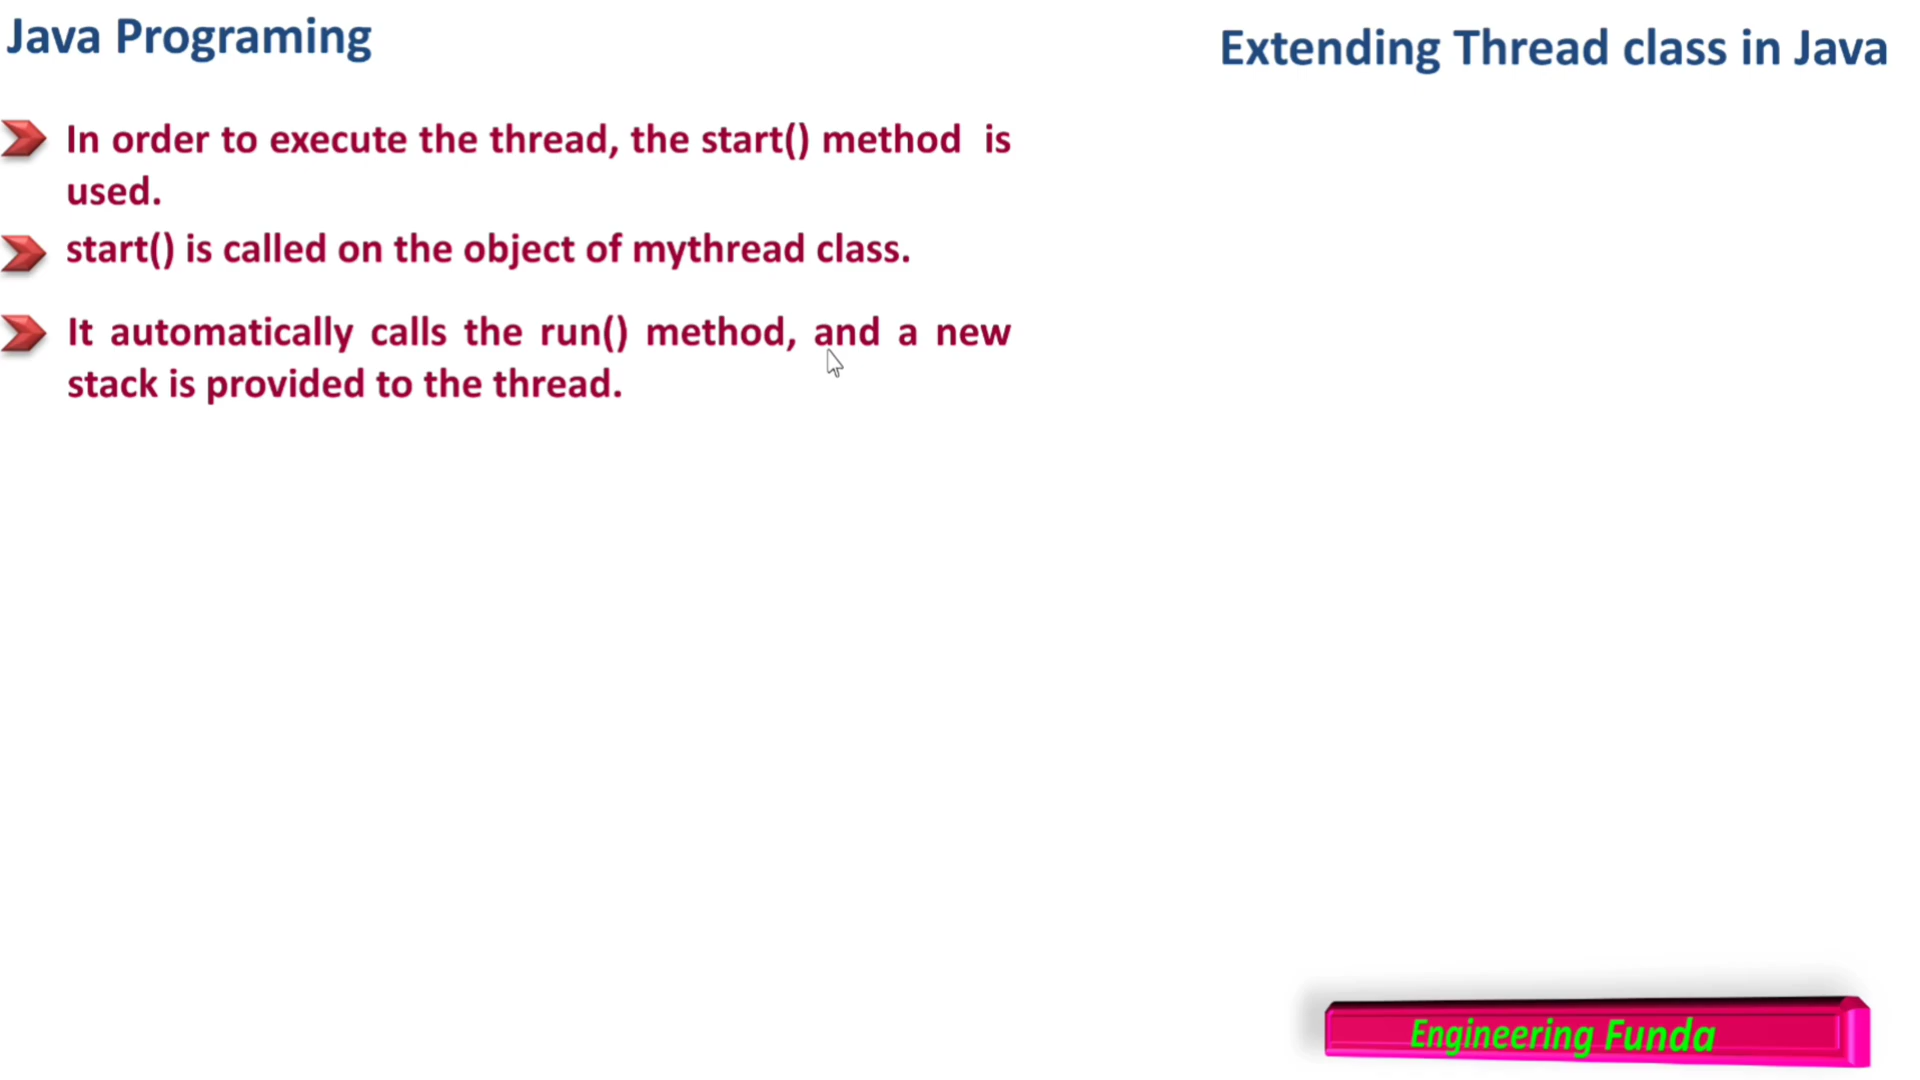 Java Programing
Extending Thread class in Java
In order to execute the thread, the start() method is
used.
start() is called on the object of mythread class.
It automatically calls the run() method, and a new
stack is provided to the thread.
Engineering Funda